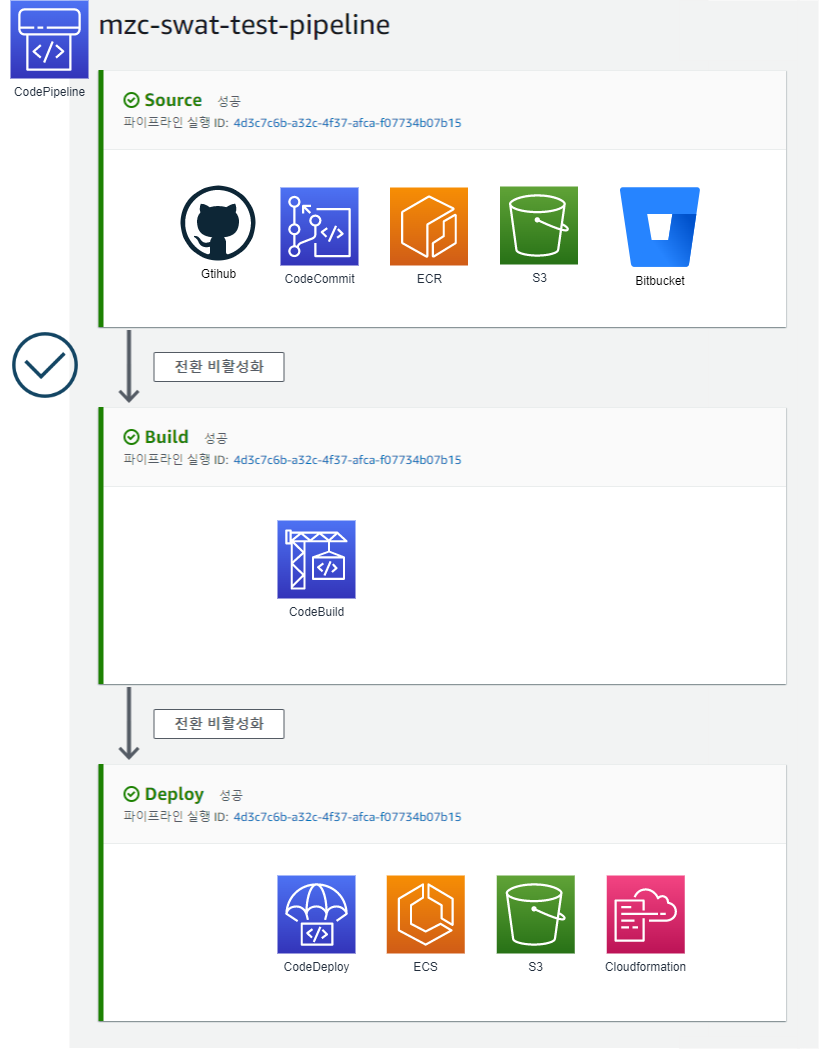 mzc-swat-test-pipeline
CodePipeline
Source 성공
파이프라인 실행 ID: 4d3c7c6b-a32c-4f37-afca-f07734b07b15
Gtihub
CodeCommit
ECR
S3
Bitbucket
전환 비활성화
Build 성공
파이프라인 실행 ID: 4d3c7c6b-a32c-4f37-afca-f07734b07b15
CodeBuild
전환 비활성화
Deploy 성공
파이프라인 실행 ID: 4d3c7c6b-a32c-4f37-afca-f07734b07b15
CodeDeploy
ECS
S3
Cloudformation